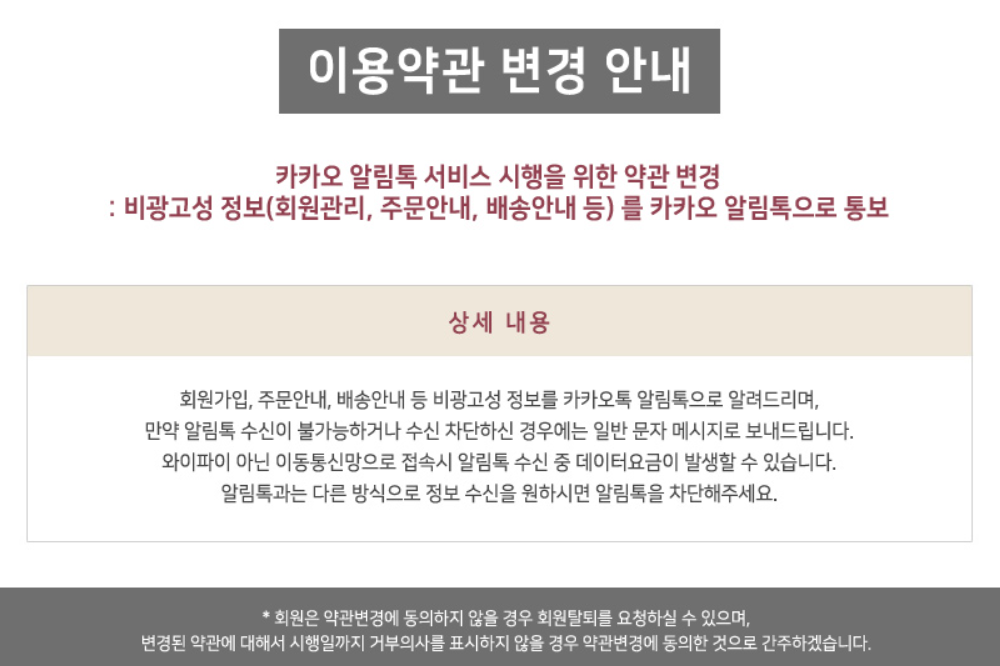 이용약관 변경 안내
카카오 알림톡 서비스 시행을 위한 약관 변경
: 비광고성 정보(회원관리, 주문안내, 배송안내 등) 를 카카오 알림톡으로 통보
상세 내용
회원가입, 주문안내, 배송안내 등 비광고성 정보를 카카오톡 알림톡으로 알려드리며,
만약 알림톡 수신이 불가능하거나 수신 차단하신 경우에는 일반 문자 메시지로 보내드립니다.
와이파이 아닌 이동통신망으로 접속시 알림톡 수신 중 데이터요금이 발생할 수 있습니다.
알림톡과는 다른 방식으로 정보 수신을 원하시면 알림톡을 차단해주세요.
* 회원은 약관변경에 동의하지 않을 경우 회원탈퇴를 요청하실 수 있으며,
변경된 약관에 대해서 시행일까지 거부의사를 표시하지 않을 경우 약관변경에 동의한 것으로 간주하겠습니다.